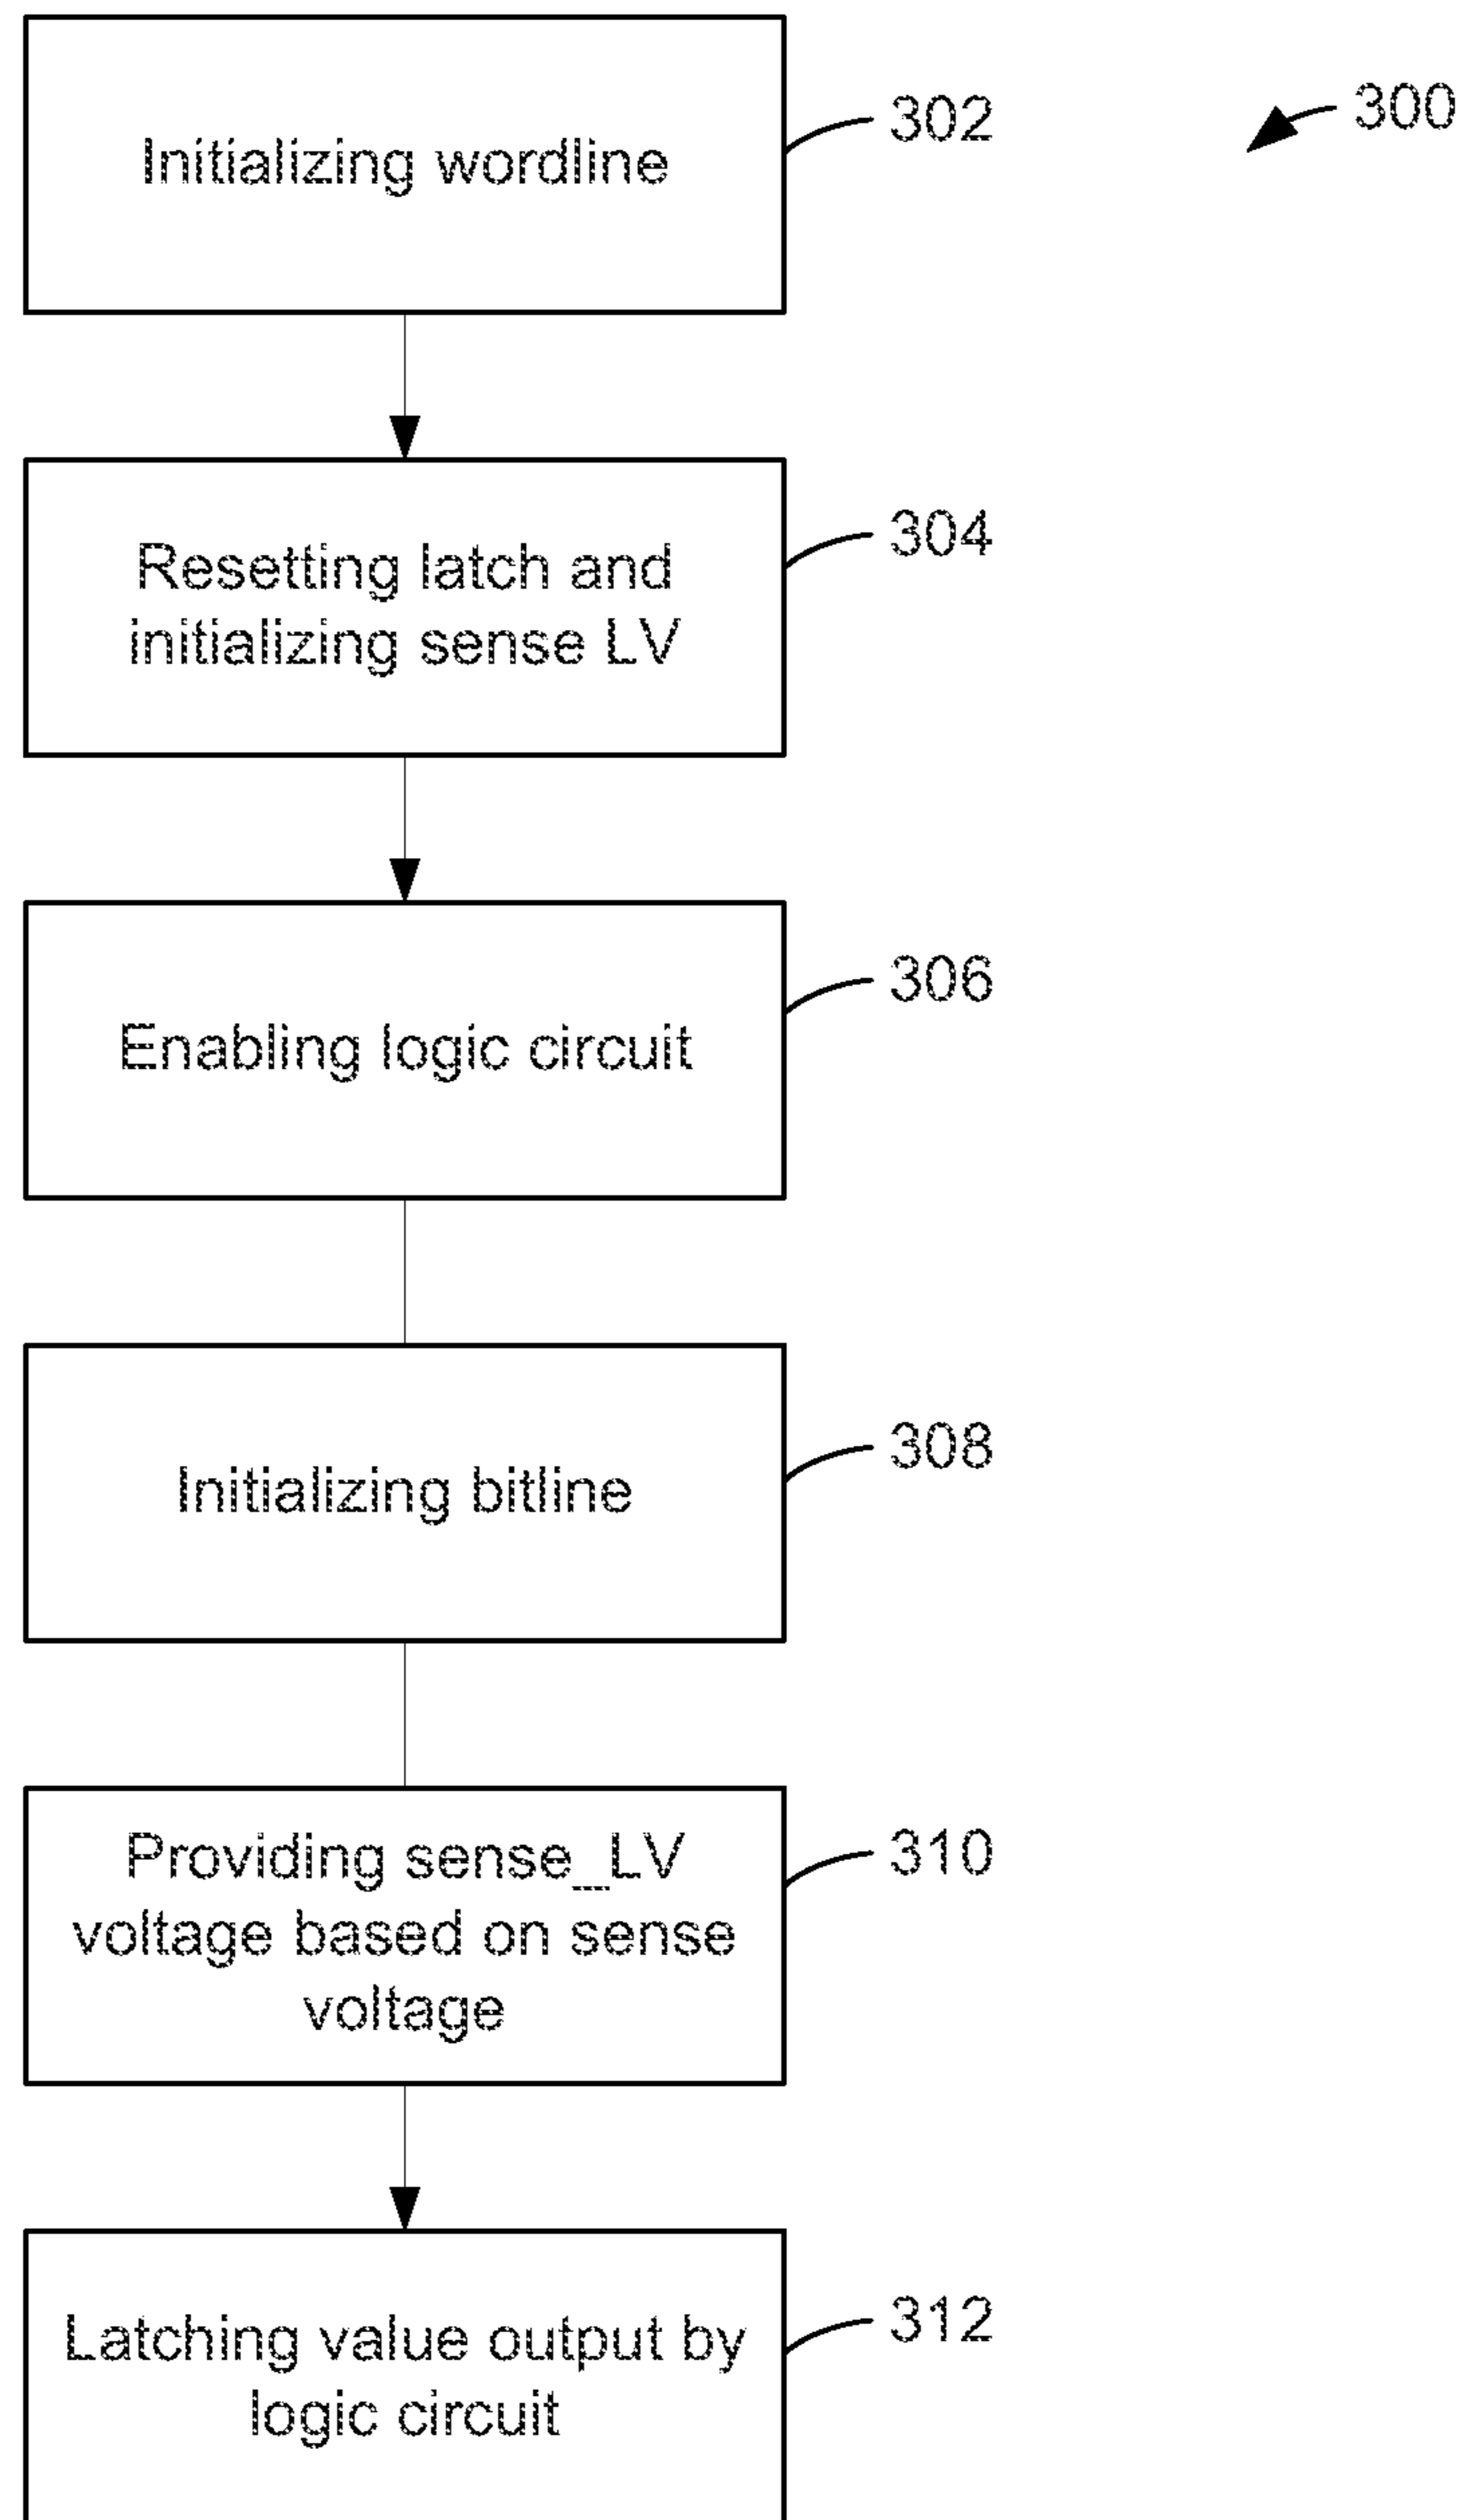 300
Initializing wordline
302
Resetting latch and
initializing sense LV
304
Enabling logic circuit
306
Initializing bitline
308
Providing sense_LV
voltage based on sense
voltage
310
Latching value output by
logic circuit
312